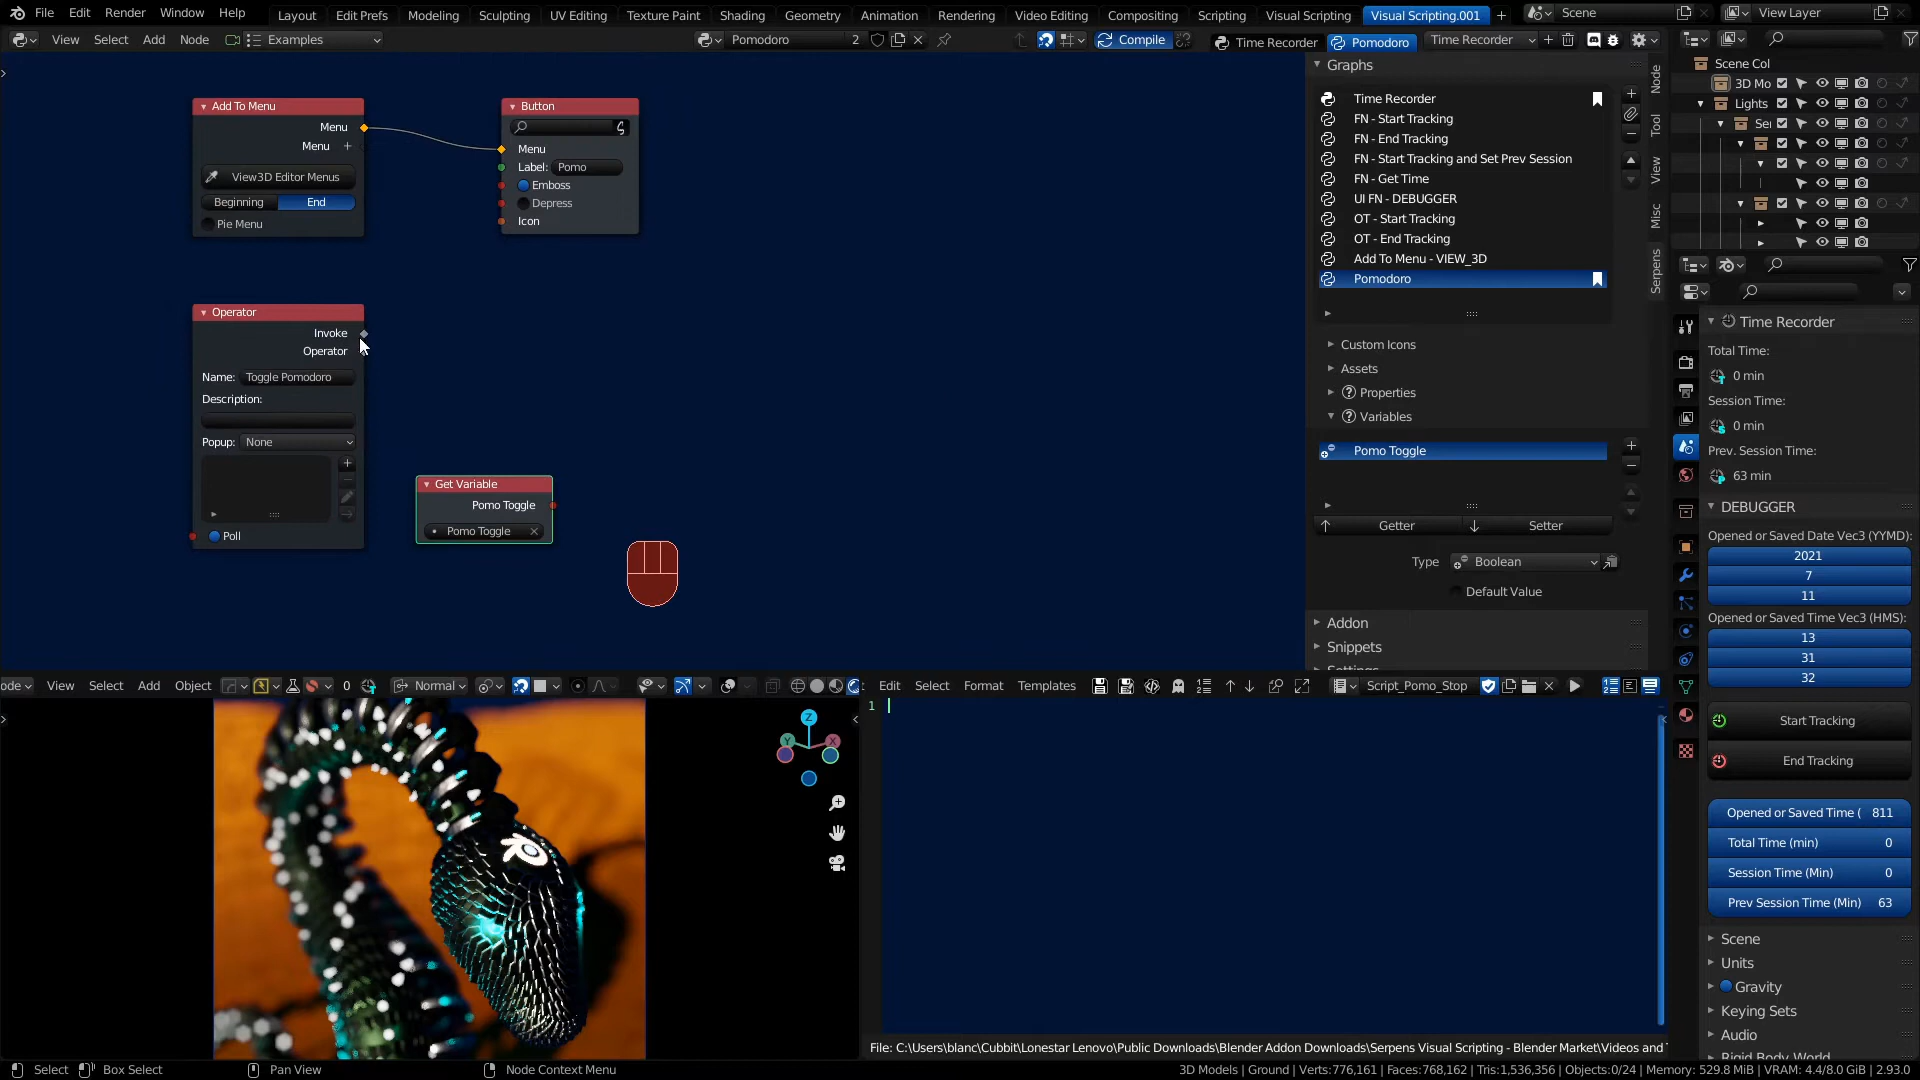 File Edit Render Window Help Layout Edit Prefs Modeling Sculpting UV Editing Texture Paint Shading Geometry Animation Rendering Video Editing Compositing Scripting Visual Scripting Visual Scripting.001 + Scene View Layer
View Select Add Node Examples Pomodoro 2 Compile Time Recorder Pomodoro Time Recorder
Graphs
Add To Menu
Menu
Menu +
View3D Editor Menus
Beginning End
Pie Menu
Button
Menu
Label: Pomo
Emboss
Depress
Icon
Operator
Invoke
Operator
Name: Toggle Pomodoro
Description:
Popup: None
Poll
Get Variable
Pomo Toggle
Pomo Toggle
Time Recorder
FN - Start Tracking
FN - End Tracking
FN - Start Tracking and Set Prev Session
FN - Get Time
UI FN - DEBUGGER
OT - Start Tracking
OT - End Tracking
Add To Menu - VIEW_3D
Pomodoro
Custom Icons
Assets
Properties
Variables
Pomo Toggle
Getter Setter
Type Boolean
Default Value
Addon
Snippets
Node
Tool
View
Misc
Serpens
Scene Col
3D Mo
Lights
Ser
Time Recorder
Total Time:
0 min
Session Time:
0 min
Prev. Session Time:
63 min
DEBUGGER
Opened or Saved Date Vec3 (YYMD):
2021
7
11
Opened or Saved Time Vec3 (HMS):
13
31
32
Start Tracking
End Tracking
Opened or Saved Time ( 811
Total Time (min) 0
Session Time (Min) 0
Prev Session Time (Min) 63
Scene
Units
Gravity
Keying Sets
Audio
Rigid Body World
ode View Select Add Object 0 Normal
Z
Y X
Edit Select Format Templates Script_Pomo_Stop
1
File: C:\Users\blanc\Cubbit\Lonestar Lenovo\Public Downloads\Blender Addon Downloads\Serpens Visual Scripting - Blender Market\Videos and
Select Box Select Pan View Node Context Menu 3D Models | Ground | Verts:776,161 | Faces:768,162 | Tris:1,536,356 | Objects:0/24 | Memory: 529.8 MiB | VRAM: 4.4/8.0 GiB | 2.93.0